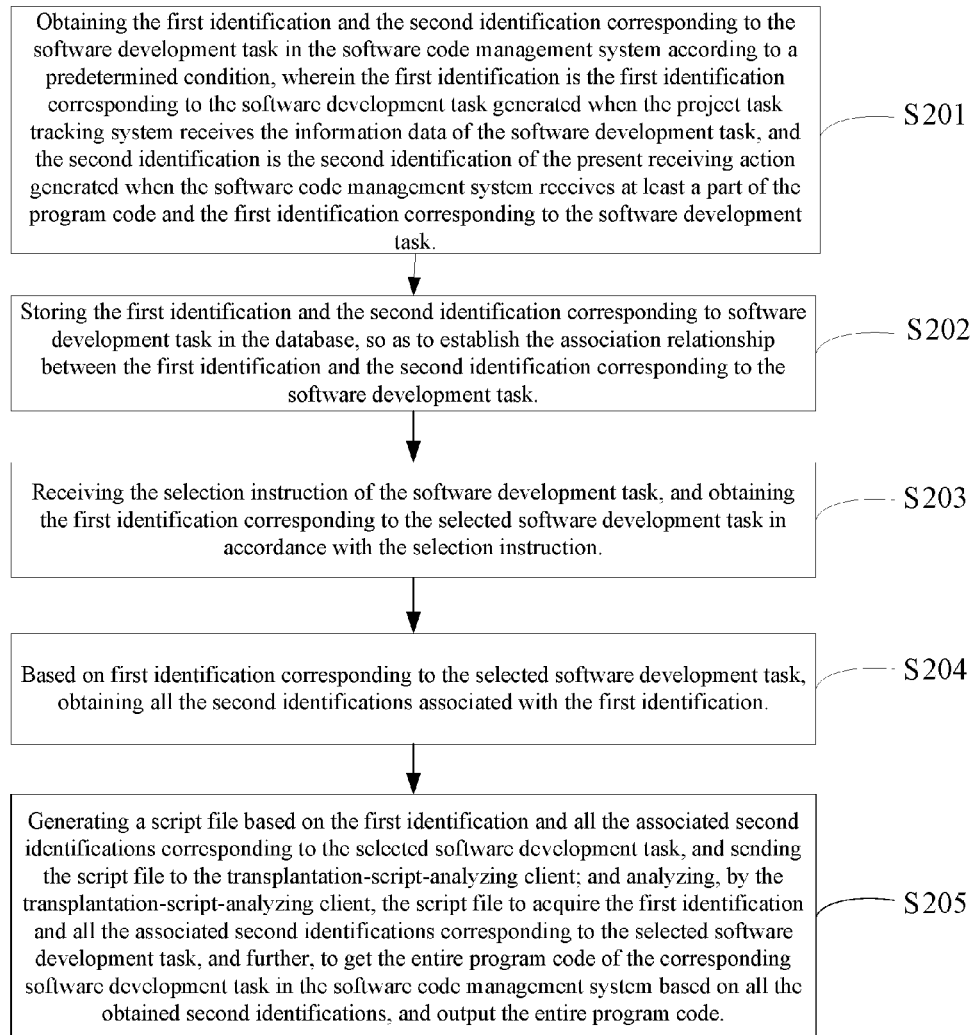 Obtaining the first identification and the second identification corresponding to the
software development task in the software code management system according to a
predetermined condition, wherein the first identification is the first identification
corresponding to the software development task generated when the project task
tracking system receives the information data of the software development task, and
the second identification is the second identification of the present receiving action
generated when the software code management system receives at least a part of the
program code and the first identification corresponding to the software development
task.
S201
Storing the first identification and the second identification corresponding to software
development task in the database, so as to establish the association relationship
between the first identification and the second identification corresponding to the
software development task.
S202
Receiving the selection instruction of the software development task, and obtaining
the first identification corresponding to the selected software development task in
accordance with the selection instruction.
S203
Based on first identification corresponding to the selected software development task,
obtaining all the second identifications associated with the first identification.
S204
Generating a script file based on the first identification and all the associated second
identifications corresponding to the selected software development task, and sending
the script file to the transplantation-script-analyzing client; and analyzing, by the
transplantation-script-analyzing client, the script file to acquire the first identification
and all the associated second identifications corresponding to the selected software
development task, and further, to get the entire program code of the corresponding
software development task in the software code management system based on all the
obtained second identifications, and output the entire program code.
S205